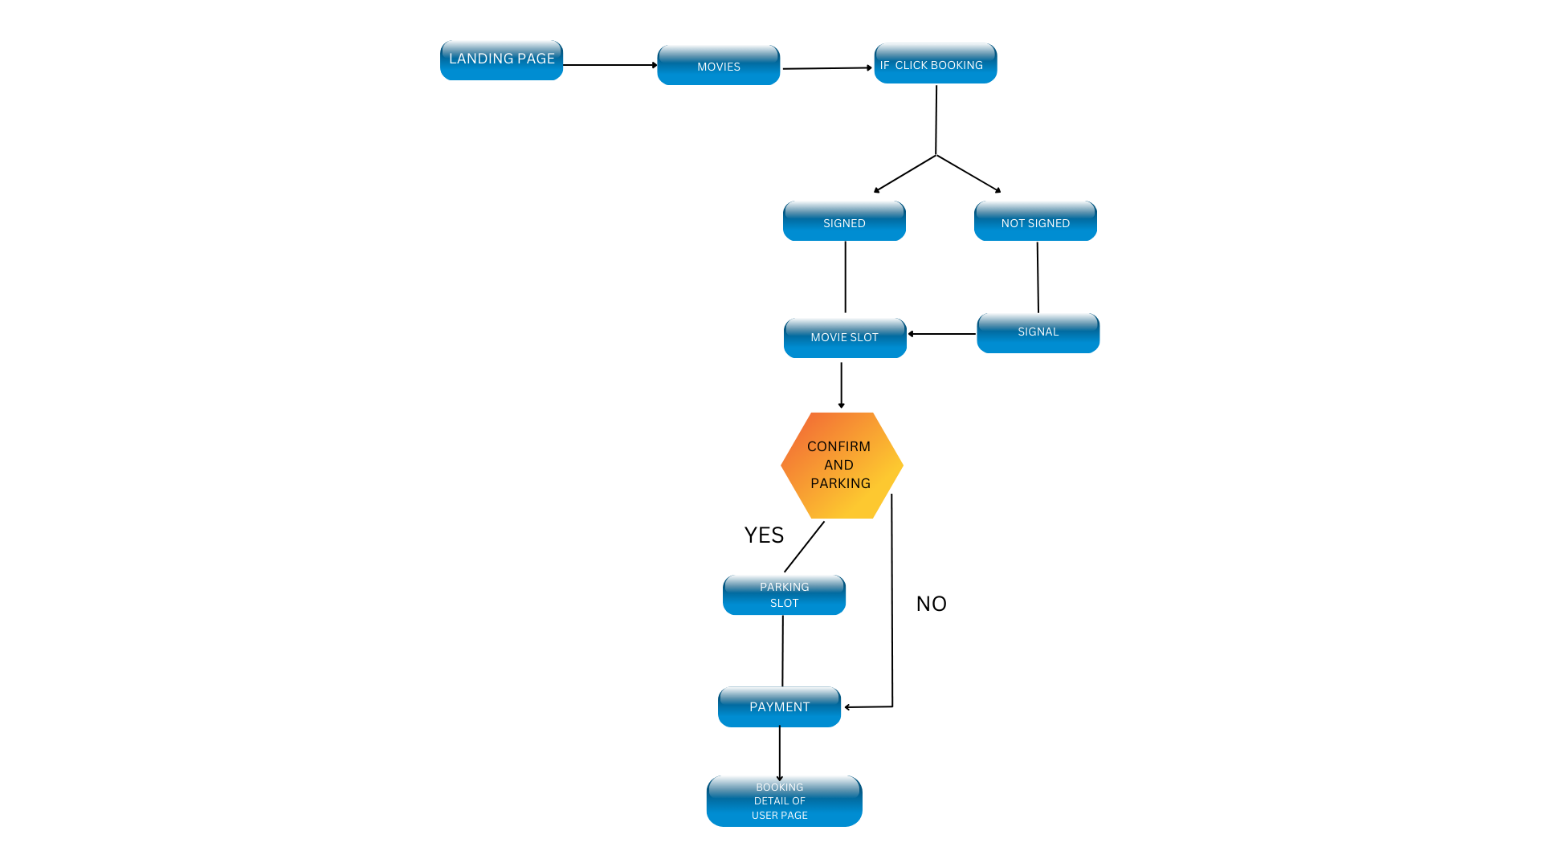 LANDING PAGE
MOVIES
IF CLICK BOOKING
SIGNED
NOT SIGNED
MOVIE SLOT
SIGNAL
CONFIRM
AND
PARKING
YES
NO
PARKING
SLOT
PAYMENT
BOOKING
DETAIL OF
USER PAGE